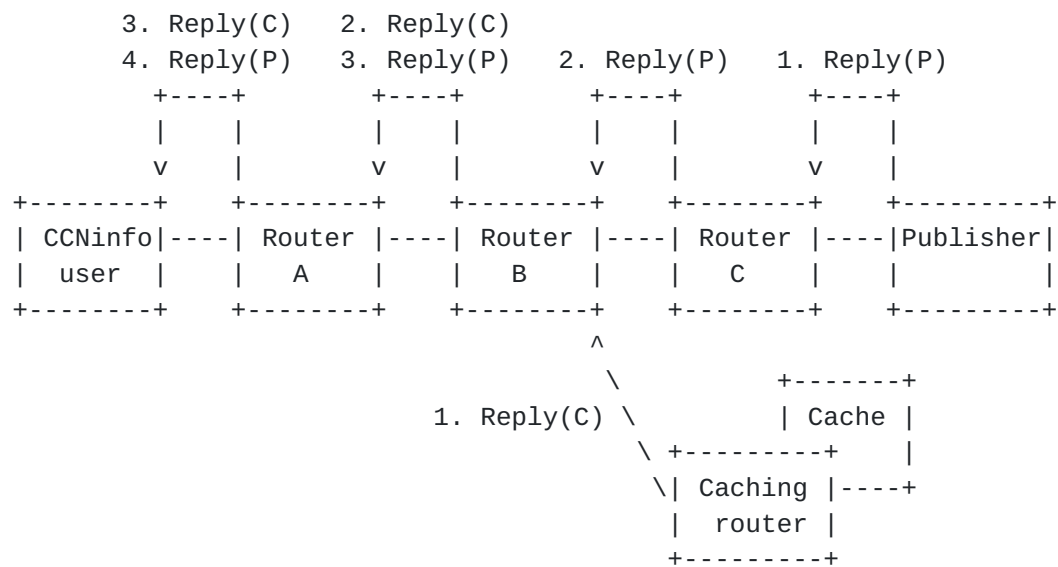 3. Reply(C) 2. Reply(C)
4. Reply(P) 3. Reply(P) 2. Reply(P) 1. Reply(P)
CCNinfo Router Router Router Publisher
user A B C
1. Reply(C) Cache
Caching
router